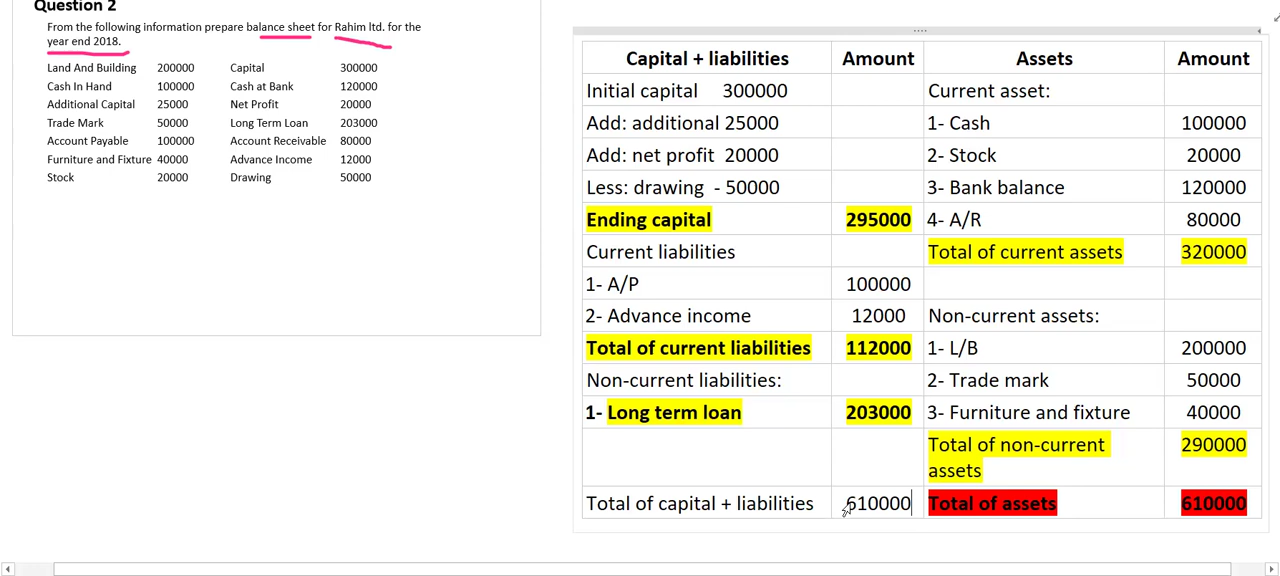 Question 2
From the following information prepare balance sheet for Rahim ltd. for the
year end 2018.
Land And Building 200000 Capital 300000
Cash In Hand 100000 Cash at Bank 120000
Additional Capital 25000 Net Profit 20000
Trade Mark 50000 Long Term Loan 203000
Account Payable 100000 Account Receivable 80000
Furniture and Fixture 40000 Advance Income 12000
Stock 20000 Drawing 50000
Capital + liabilities Amount Assets Amount
Initial capital 300000 Current asset:
Add: additional 25000 1- Cash 100000
Add: net profit 20000 2- Stock 20000
Less: drawing - 50000 3- Bank balance 120000
Ending capital 295000 4- A/R 80000
Current liabilities Total of current assets 320000
1- A/P 100000
2- Advance income 12000 Non-current assets:
Total of current liabilities 112000 1- L/B 200000
Non-current liabilities: 2- Trade mark 50000
1- Long term loan 203000 3- Furniture and fixture 40000
Total of non-current 290000
assets
Total of capital + liabilities 610000 Total of assets 610000